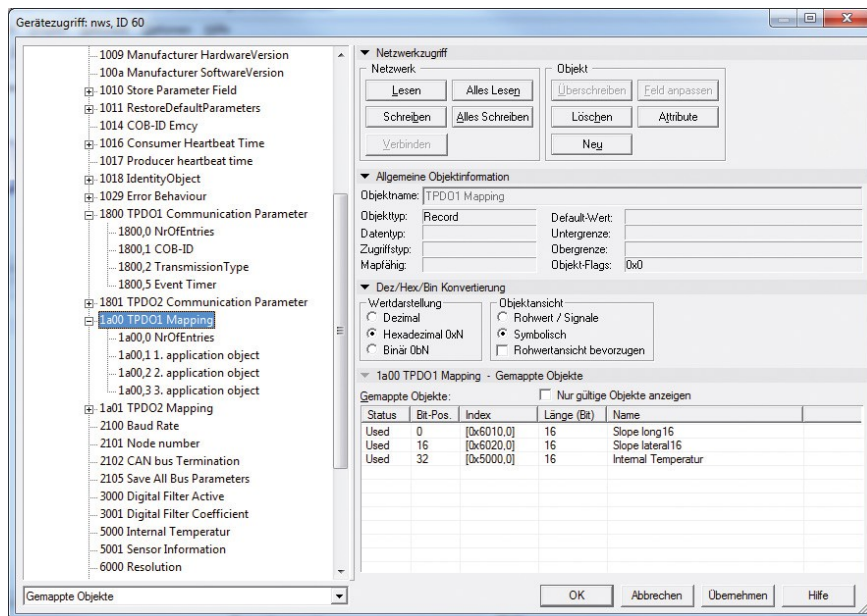 Gerätezugriff: nws, ID 60
1009 Manufacturer HardwareVersion
100a Manufacturer SoftwareVersion
1010 Store Parameter Field
1011 RestoreDefaultParameters
1014 COB-ID Emcy
1016 Consumer Heartbeat Time
1017 Producer heartbeat time
1018 IdentityObject
1029 Error Behaviour
1800 TPDO1 Communication Parameter
1800,0 NrOfEntries
1800,1 COB-ID
1800,2 TransmissionType
1800,5 Event Timer
1801 TPDO2 Communication Parameter
1a00 TPDO1 Mapping
1a00,0 NrOfEntries
1a00,1 1. application object
1a00,2 2. application object
1a00,3 3. application object
1a01 TPDO2 Mapping
2100 Baud Rate
2101 Node number
2102 CAN bus Termination
2105 Save All Bus Parameters
3000 Digital Filter Active
3001 Digital Filter Coefficient
5000 Internal Temperatur
5001 Sensor Information
6000 Resolution
Gemappte Objekte
Netzwerkzugriff
Netzwerk Objekt
Lesen Alles Lesen Überschreiben Feld anpassen
Schreiben Alles Schreiben Löschen Attribute
Verbinden Neu
Allgemeine Objektinformation
Objektname: TPDO1 Mapping
Objekttyp: Record Default-Wert:
Datentyp: Untergrenze:
Zugriffstyp: Obergrenze:
Mapfähig: Objekt-Flags: 0x0
Dez/Hex/Bin Konvertierung
Wertdarstellung Objektansicht
Dezimal Rohwert / Signale
Hexadezimal 0xN Symbolisch
Binär 0bN Rohwertansicht bevorzugen
1a00 TPDO1 Mapping - Gemappte Objekte
Gemappte Objekte: Nur gültige Objekte anzeigen
Status Bit-Pos. Index Länge (Bit) Name
Used 0 [0x6010,0] 16 Slope long16
Used 16 [0x6020,0] 16 Slope lateral16
Used 32 [0x5000,0] 16 Internal Temperatur
OK Abbrechen Übernehmen Hilfe